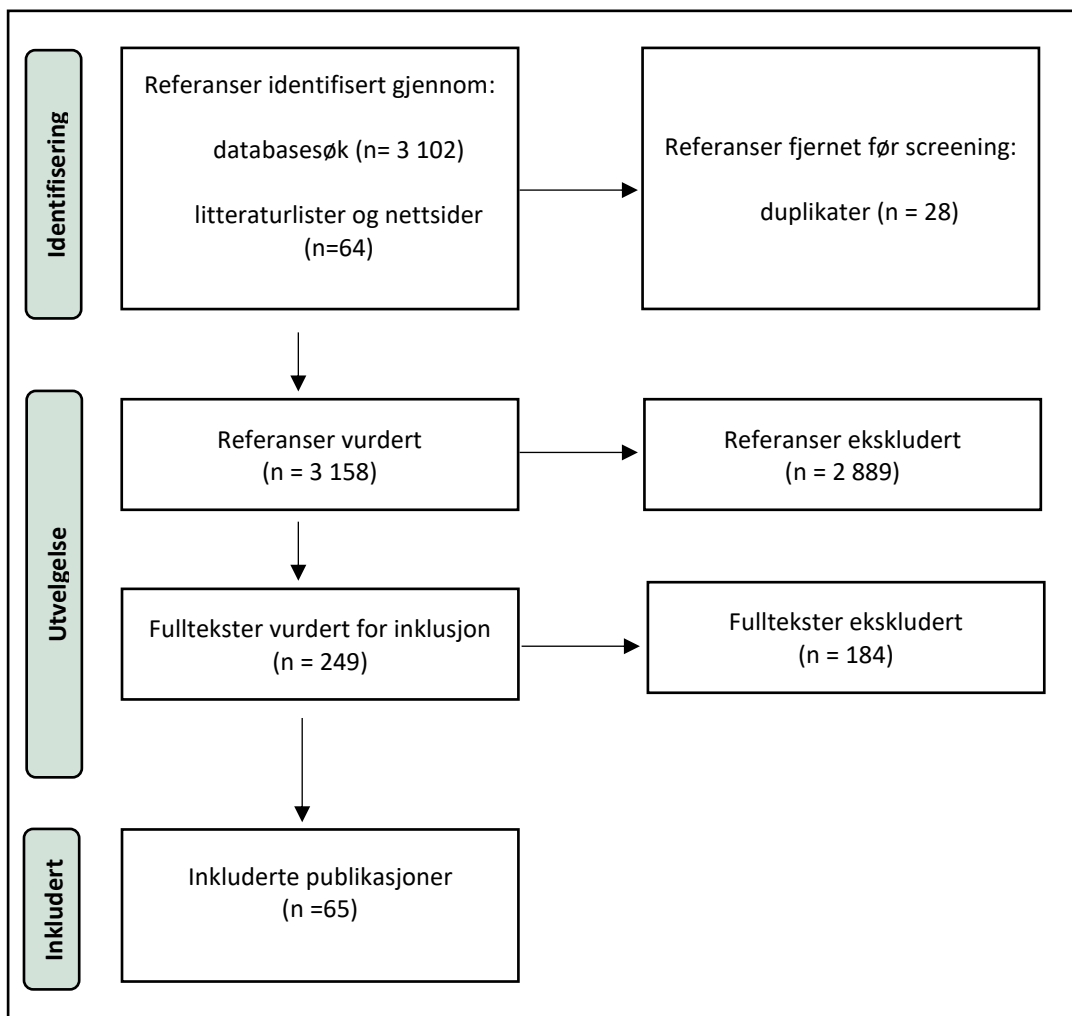 Identifisering
Referanser identifisert gjennom:
databasesøk (n= 3 102)
litteraturlister og nettsider
(n=64)
Referanser fjernet før screening:
duplikater (n = 28)
Utvelgelse
Referanser vurdert
(n = 3 158)
Referanser ekskludert
(n = 2 889)
Fulltekster vurdert for inklusjon
(n = 249)
Fulltekster ekskludert
(n = 184)
Inkludert
Inkluderte publikasjoner
(n =65)